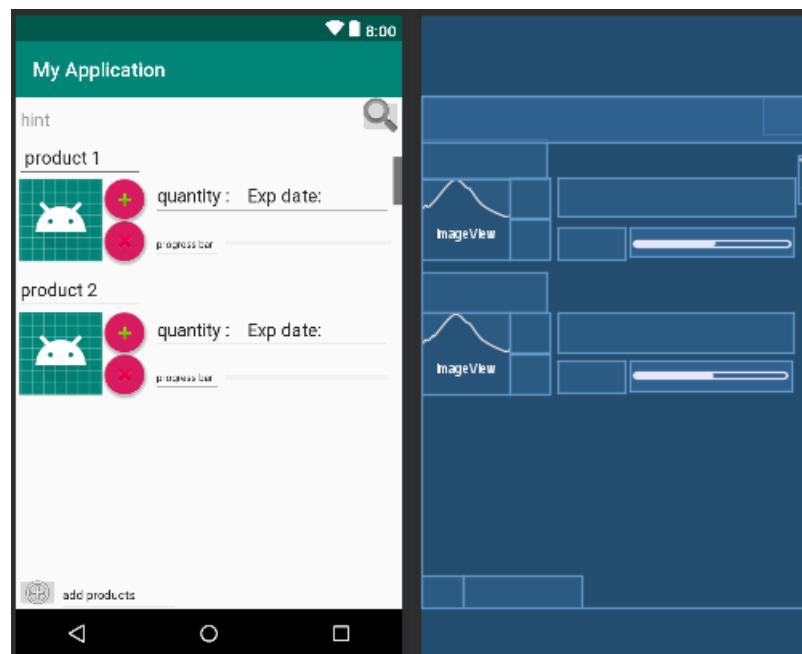 8:00
My Application
hint
product 1
quantity : Exp date:
progress bar
product 2
quantity : Exp date:
progress bar
add products
ImageView
ImageView